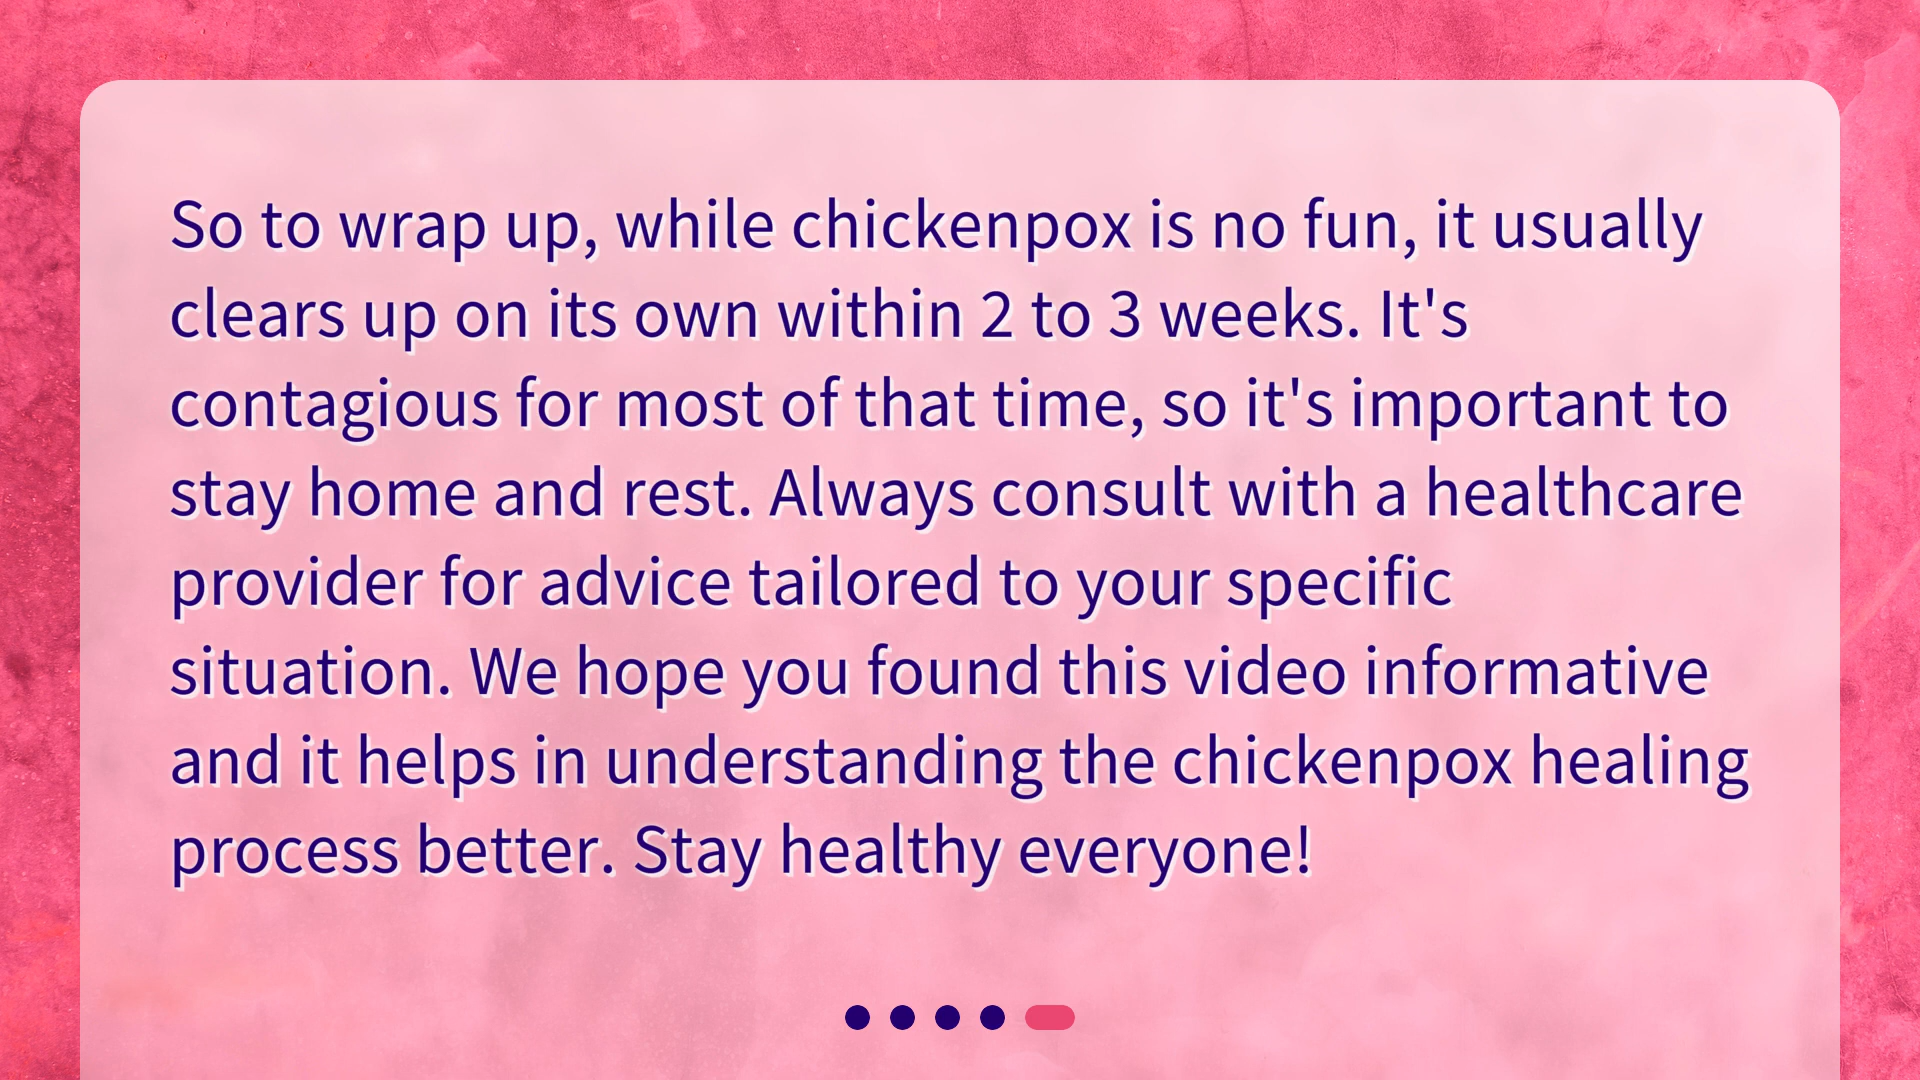 So to wrap up, while chickenpox is no fun, it usually
clears up on its own within 2 to 3 weeks. It's
contagious for most of that time, so it's important to
stay home and rest. Always consult with a healthcare
provider for advice tailored to your specific
situation. We hope you found this video informative
and it helps in understanding the chickenpox healing
process better. Stay healthy everyone!